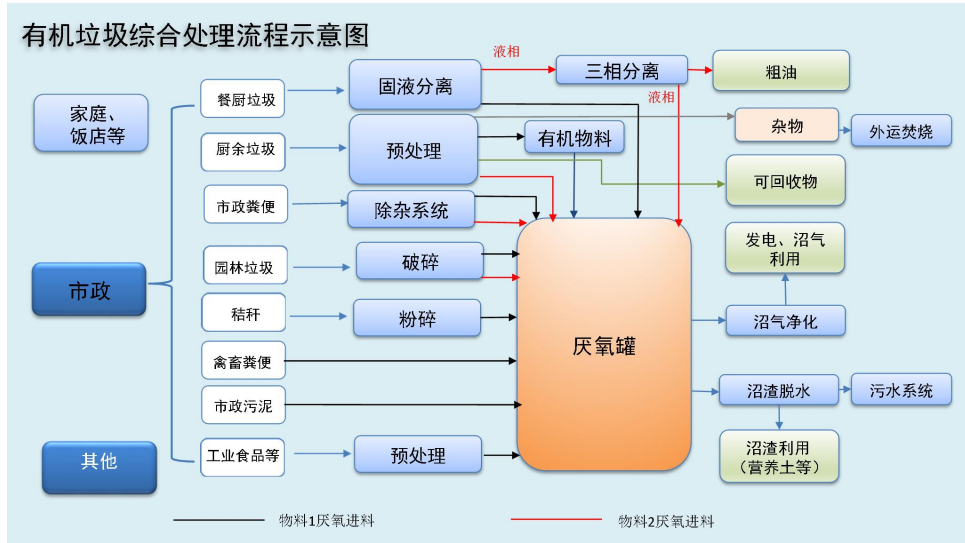 有机垃圾综合处理流程示意图
家庭、
饭店等
市政
其他
餐厨垃圾
厨余垃圾
市政粪便
园林垃圾
秸秆
禽畜粪便
市政污泥
工业食品等
固液分离
预处理
除杂系统
破碎
粉碎
预处理
液相
三相分离
液相
粗油
有机物料
杂物
外运焚烧
可回收物
厌氧罐
发电、沼气
利用
沼气净化
沼渣脱水
污水系统
沼渣利用
（营养土等）
物料1厌氧进料
物料2厌氧进料